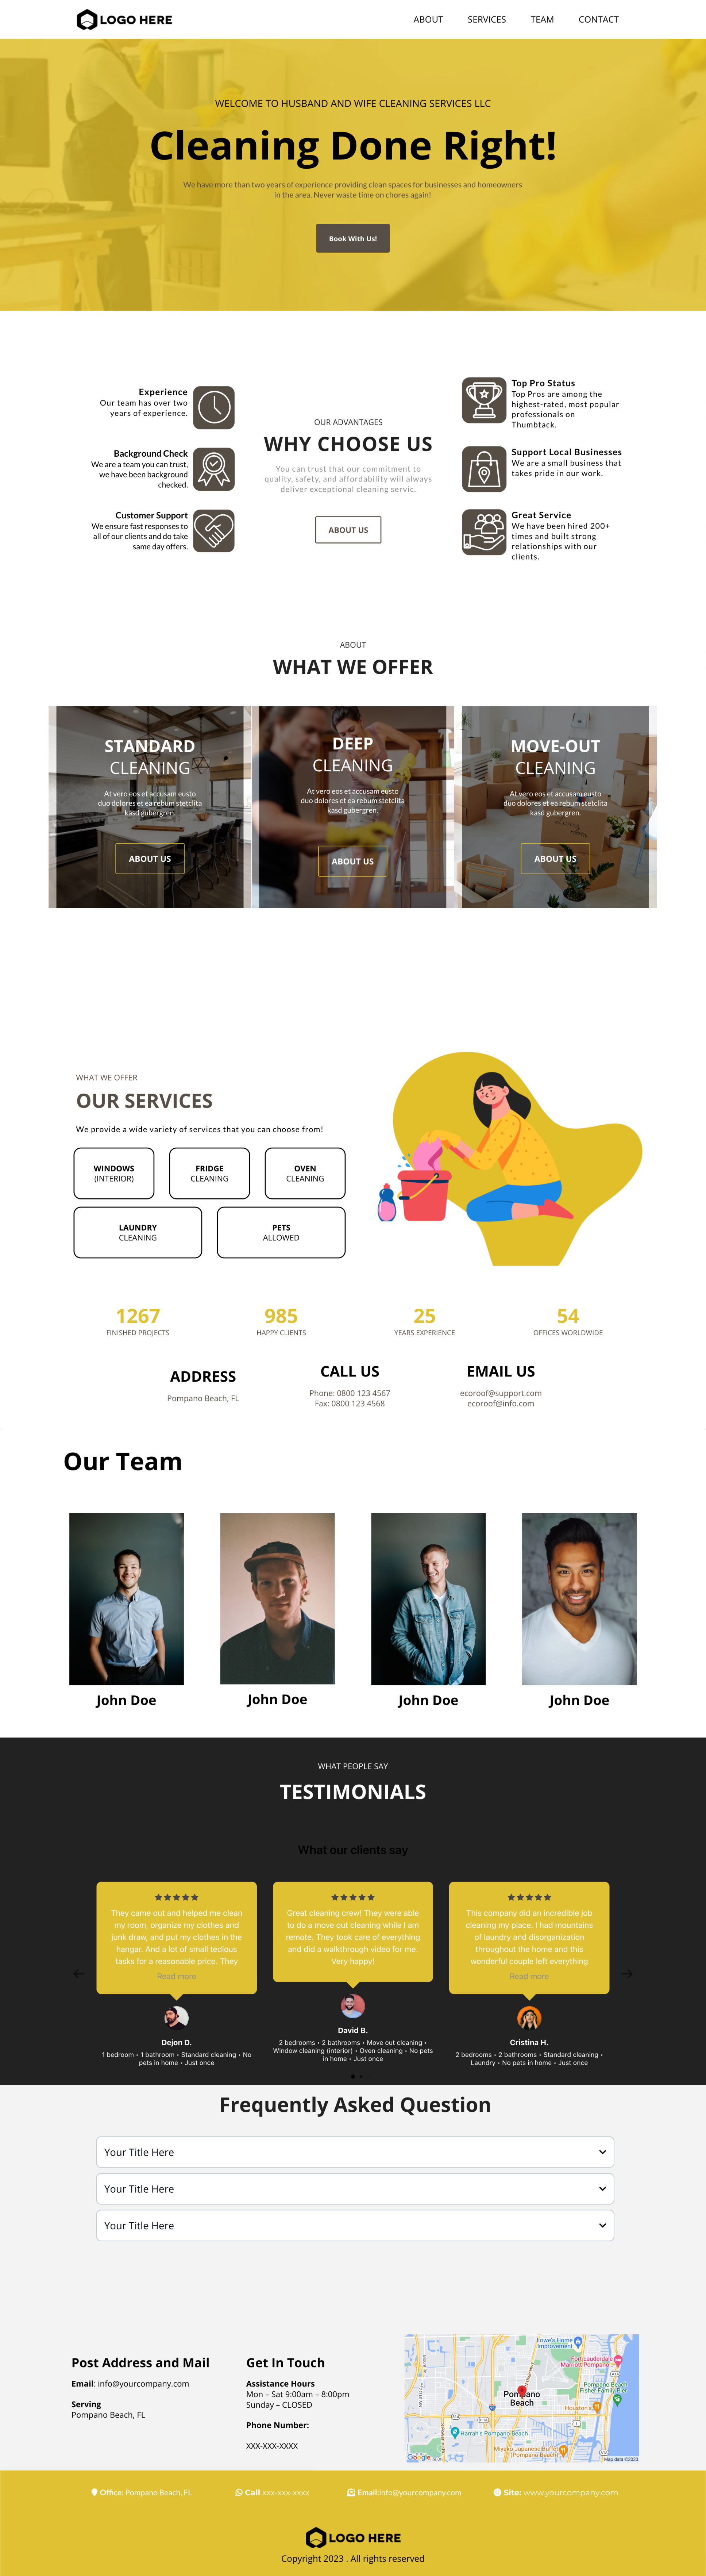 LOGO HERE
ABOUT
SERVICES
TEAM
CONTACT
WELCOME TO HUSBAND AND WIFE CLEANING SERVICES LLC
Cleaning Done Right!
We have more than two years of experience providing clean spaces for businesses and homeowners
in the area. Never waste time on chores again!
Book With Us!
Experience
Our team has over two
years of experience.
Background Check
We are a team you can trust,
we have been background
checked.
Customer Support
We ensure fast responses to
all of our clients and do take
same day offers.
OUR ADVANTAGES
WHY CHOOSE US
You can trust that our commitment to
quality, safety, and affordability will always
deliver exceptional cleaning servic.
ABOUT US
Top Pro Status
Top Pros are among the
highest-rated, most popular
professionals on
Thumbtack.
Support Local Businesses
We are a small business that
takes pride in our work.
Great Service
We have been hired 200+
times and built strong
relationships with our
clients.
ABOUT
WHAT WE OFFER
STANDARD
CLEANING
At vero eos et accusam eusto
duo dolores et ea rebum stetclita
kasd gubergren.
ABOUT US
DEEP
CLEANING
At vero eos et accusam eusto
duo dolores et ea rebum stetclita
kasd gubergren.
ABOUT US
MOVE-OUT
CLEANING
At vero eos et accusam eusto
duo dolores et ea rebum stetclita
kasd gubergren.
ABOUT US
WHAT WE OFFER
OUR SERVICES
We provide a wide variety of services that you can choose from!
WINDOWS
(INTERIOR)
FRIDGE
CLEANING
OVEN
CLEANING
LAUNDRY
CLEANING
PETS
ALLOWED
1267
FINISHED PROJECTS
985
HAPPY CLIENTS
25
YEARS EXPERIENCE
54
OFFICES WORLDWIDE
ADDRESS
Pompano Beach, FL
CALL US
Phone: 0800 123 4567
Fax: 0800 123 4568
EMAIL US
ecoroof@support.com
ecoroof@info.com
Our Team
John Doe
John Doe
John Doe
John Doe
WHAT PEOPLE SAY
TESTIMONIALS
What our clients say
They came out and helped me clean
my room, organize my clothes and
junk draw, and put my clothes in the
hangar. And a lot of small tedious
tasks for a reasonable price. They
Read more
Dejon D.
1 bedroom • 1 bathroom • Standard cleaning • No
pets in home • Just once
Great cleaning crew! They were able
to do a move out cleaning while I am
remote. They took care of everything
and did a walkthrough video for me.
Very happy!
David B.
2 bedrooms • 2 bathrooms • Move out cleaning •
Window cleaning (interior) • Oven cleaning • No pets
in home • Just once
This company did an incredible job
cleaning my place. I had mountains
of laundry and disorganization
throughout the home and this
wonderful couple left everything
Read more
Cristina H.
2 bedrooms • 2 bathrooms • Standard cleaning •
Laundry • No pets in home • Just once
Frequently Asked Question
Your Title Here
Your Title Here
Your Title Here
Post Address and Mail
Email: info@yourcompany.com
Serving
Pompano Beach, FL
Get In Touch
Assistance Hours
Mon – Sat 9:00am – 8:00pm
Sunday – CLOSED
Phone Number:
XXX-XXX-XXXX
Lowe's Home
Improvement
Fort Lauderdale
Marriott Pompano
Pompano Beach
Fisher Family Pier
Pompano
Beach
Houston's
Harrah's Pompano Beach
Miyako Japanese Buffet
(Pompano Beach)
Google
Map data ©2023
Office: Pompano Beach, FL
Call xxx-xxx-xxxx
Email:info@yourcompany.com
Site: www.yourcompany.com
LOGO HERE
Copyright 2023 . All rights reserved